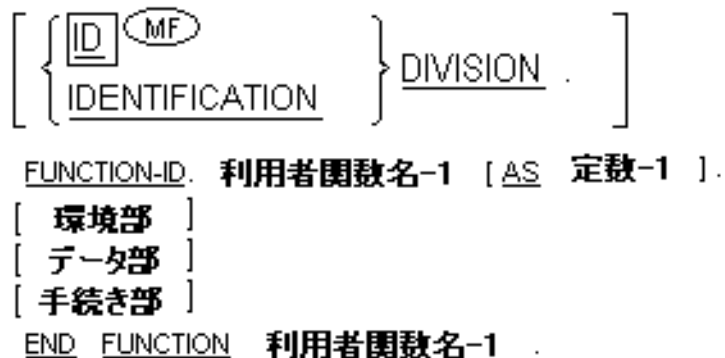 [ { ID MF
IDENTIFICATION } DIVISION . ]
FUNCTION-ID. 利用者関数名-1 [ AS 定数-1 ].
[ 環境部 ]
[ データ部 ]
[ 手続き部 ]
END FUNCTION 利用者関数名-1 .